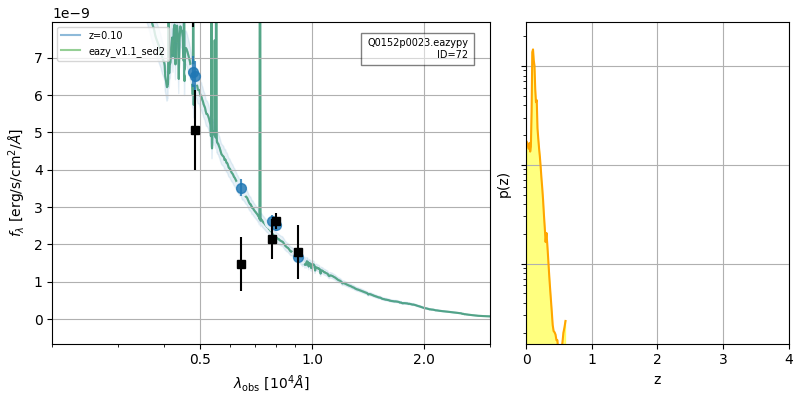 1e−9
z=0.10
eazy_v1.1_sed2
Q0152p0023.eazypy
ID=72
f_λ [erg/s/cm²/Å]
7
6
5
4
3
2
1
0
0.5
1.0
2.0
λ_obs [10⁴Å]
p(z)
0
1
2
3
4
z